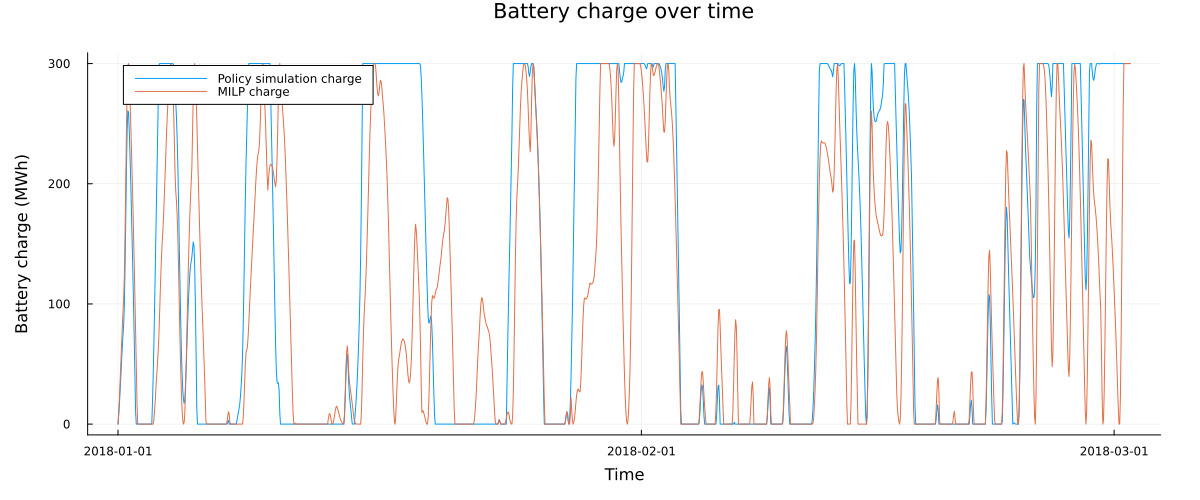 Battery charge over time
Policy simulation charge
MILP charge
Battery charge (MWh)
300
200
100
0
2018-01-01
2018-02-01
2018-03-01
Time